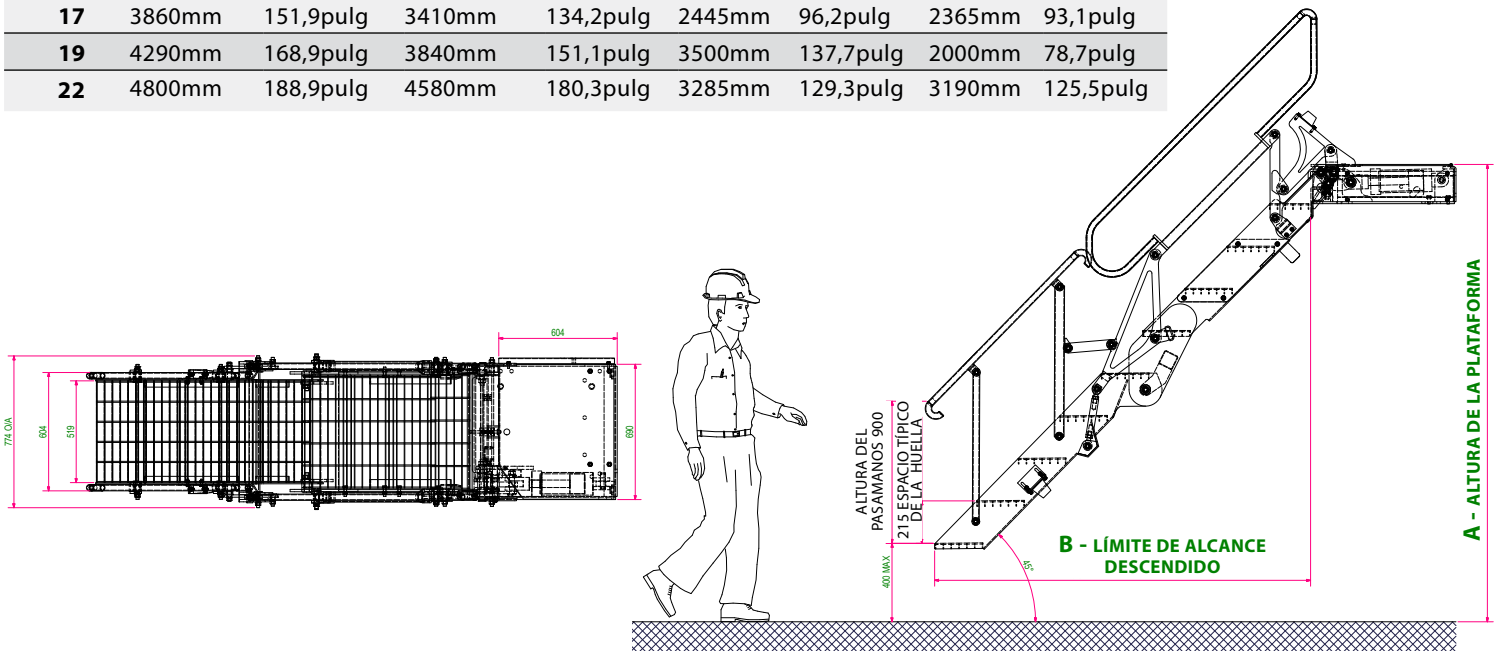 17 3860mm 151,9pulg 3410mm 134,2pulg 2445mm 96,2pulg 2365mm 93,1pulg
19 4290mm 168,9pulg 3840mm 151,1pulg 3500mm 137,7pulg 2000mm 78,7pulg
22 4800mm 188,9pulg 4580mm 180,3pulg 3285mm 129,3pulg 3190mm 125,5pulg
604
774 O/A
604
519
690
ALTURA DEL
PASAMANOS 900
215 ESPACIO TÍPICO
DE LA HUELLA
400 MAX
45°
B - LÍMITE DE ALCANCE
DESCENDIDO
A - ALTURA DE LA PLATAFORMA